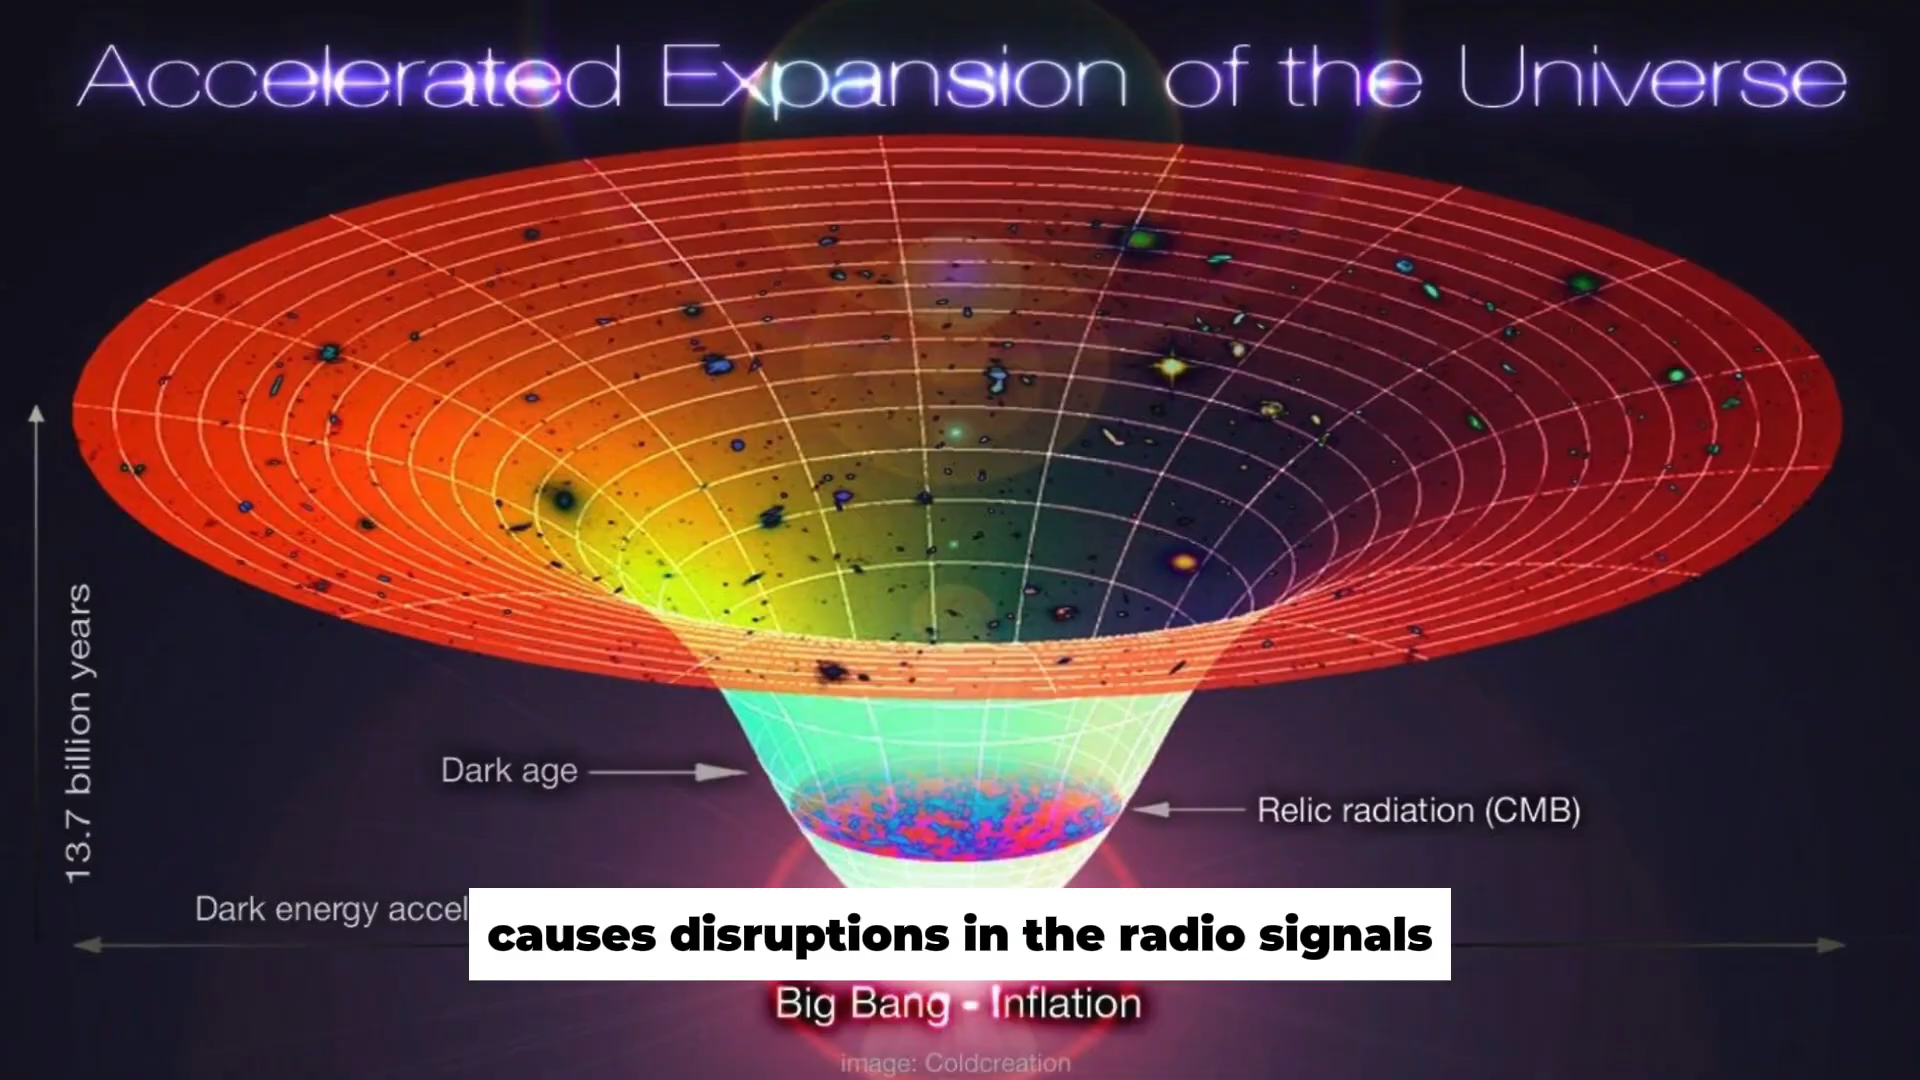 Accelerated Expansion of the Universe
13.7 billion years
Dark age
Relic radiation (CMB)
Dark energy accel
causes disruptions in the radio signals
Big Bang - Inflation
image: Coldcreation